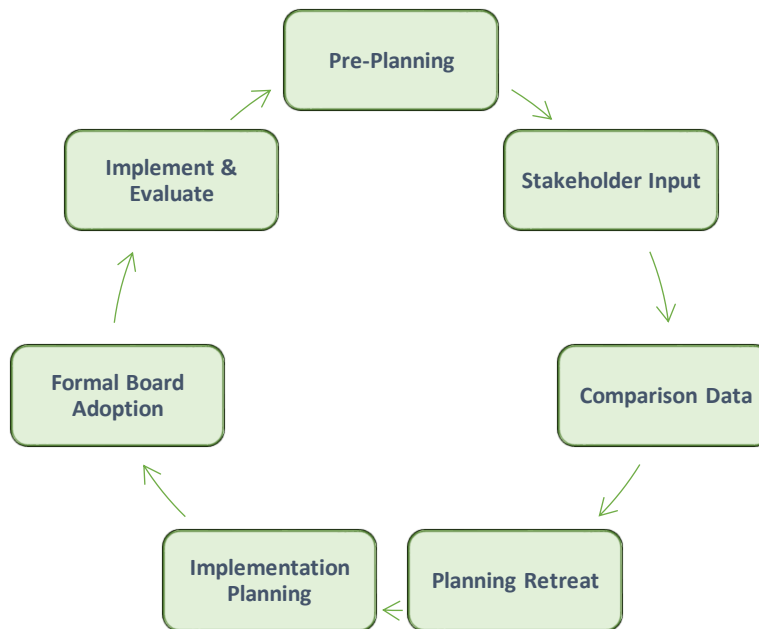 Pre-Planning
Stakeholder Input
Comparison Data
Planning Retreat
Implementation
Planning
Formal Board
Adoption
Implement &
Evaluate